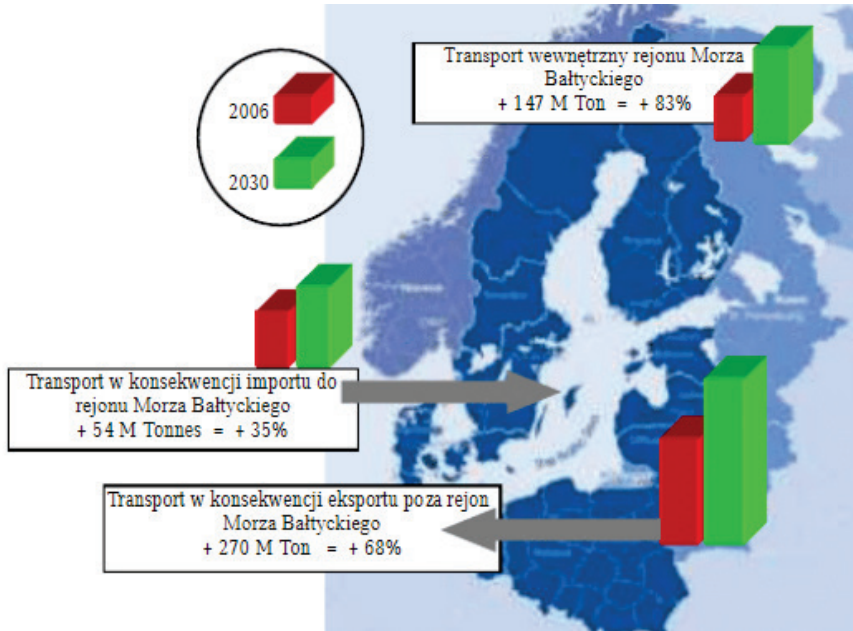 Transport wewnętrzny rejonu Morza
Bałtyckiego
+ 147 M Ton = + 83%
2006
2030
Transport w konsekwencji importu do
rejonu Morza Bałtyckiego
+ 54 M Tonnes = + 35%
Transport w konsekwencji eksportu poza rejon
Morza Bałtyckiego
+ 270 M Ton = + 68%